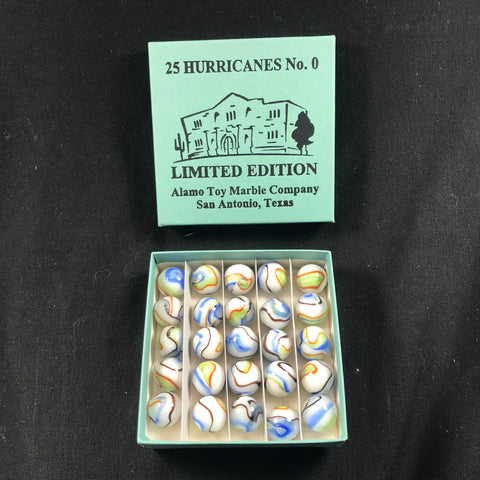 25 HURRICANES No. 0
LIMITED EDITION
Alamo Toy Marble Company
San Antonio, Texas